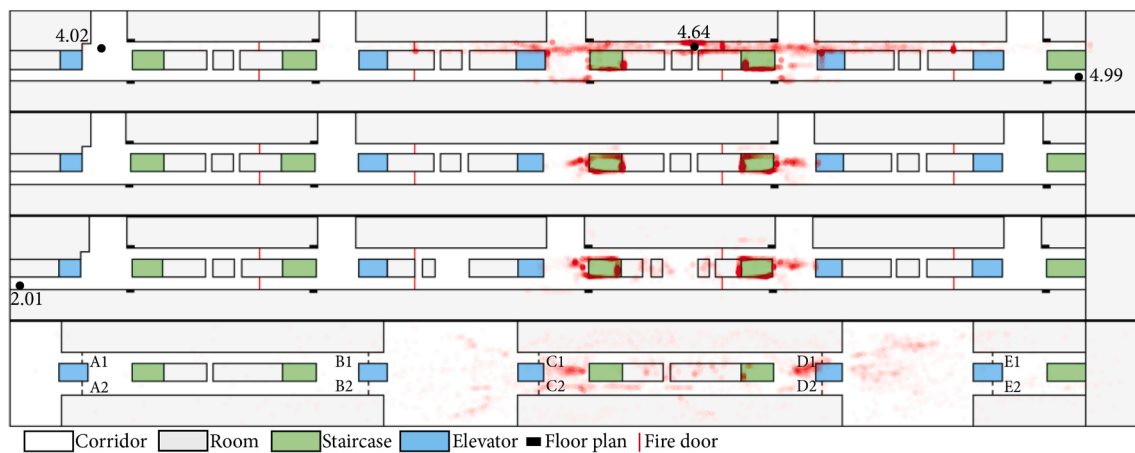 4.02
4.64
4.99
2.01
A1 B1 C1 D1 E1
A2 B2 C2 D2 E2
Corridor Room Staircase Elevator Floor plan Fire door